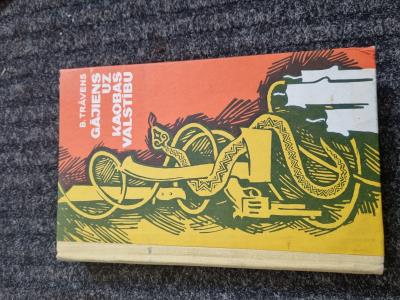 B. TRĀVENS
GĀJIENS
UZ
KAOBAS
VALSTĪBU